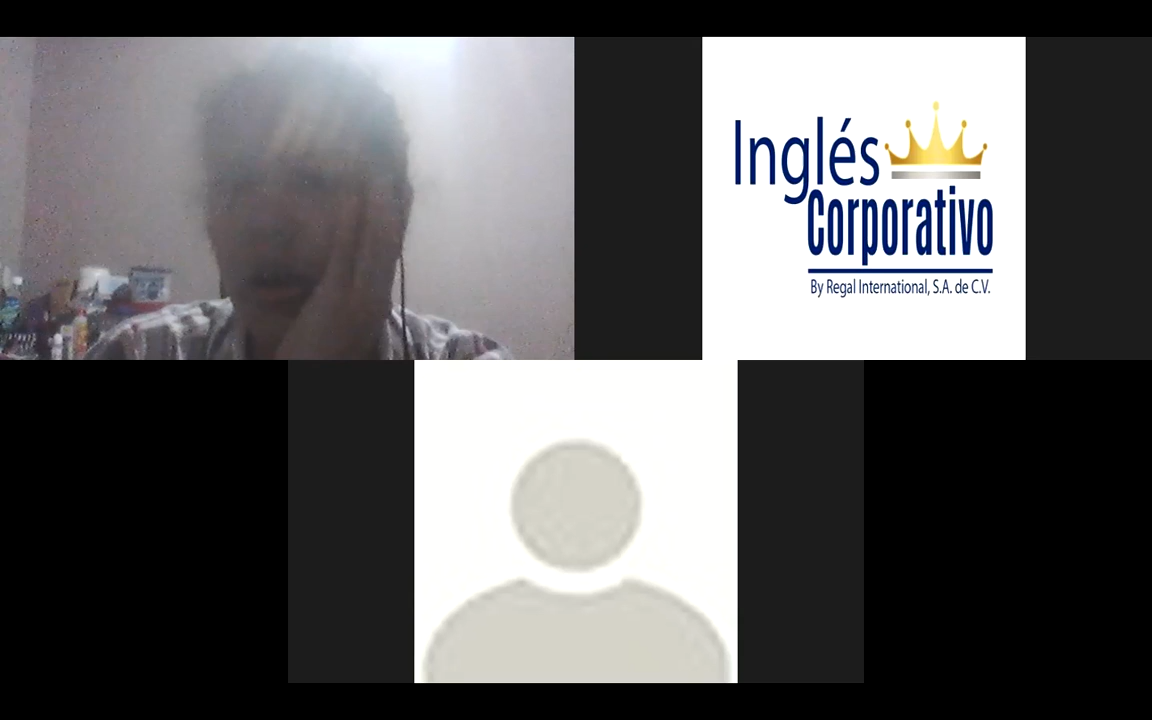 Inglés
Corporativo
By Regal International, S.A. de C.V.